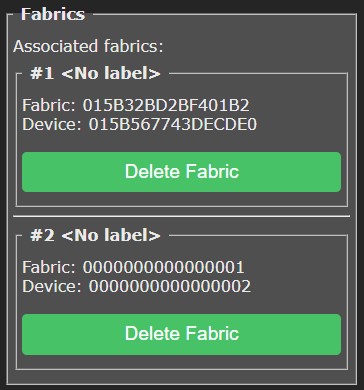 Fabrics
Associated fabrics:
#1 <No label>
Fabric: 015B32BD2BF401B2
Device: 015B567743DECDE0
Delete Fabric
#2 <No label>
Fabric: 0000000000000001
Device: 0000000000000002
Delete Fabric